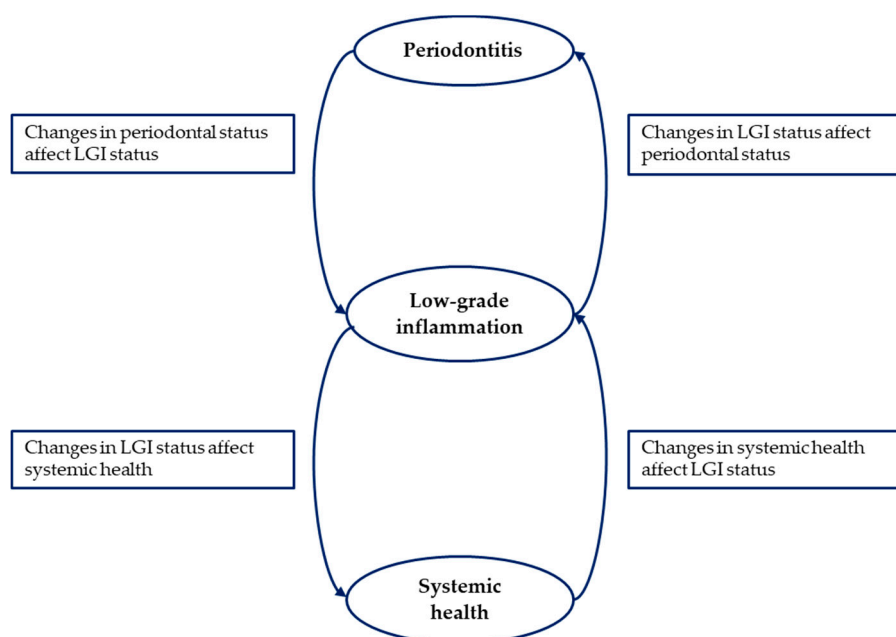 Periodontitis
Changes in periodontal status
affect LGI status
Changes in LGI status affect
periodontal status
Low-grade
inflammation
Changes in LGI status affect
systemic health
Changes in systemic health
affect LGI status
Systemic
health